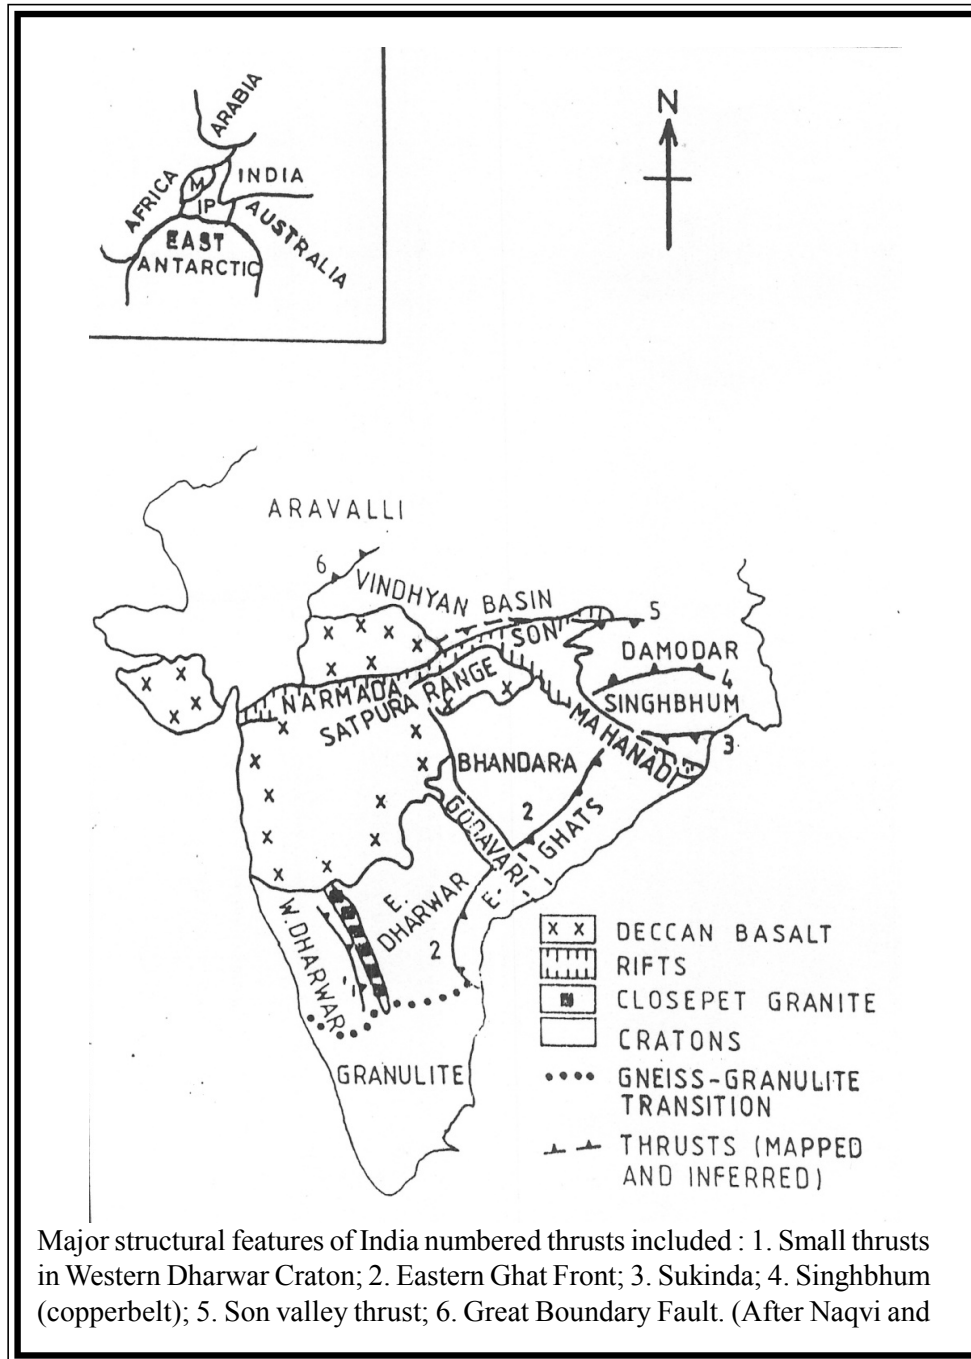 ARABIA
N
AFRICA
M
INDIA
IP
AUSTRALIA
EAST
ANTARCTIC
ARAVALLI
6
VINDHYAN BASIN
5
SON
DAMODAR
4
NARMADA
SATPURA RANGE
SINGHBHUM
MAHANADI
3
BHANDARA
2
GODAVARI
GHATS
E.
E.
DHARWAR
W. DHARWAR
2
1
GRANULITE
x x DECCAN BASALT
RIFTS
CLOSEPET GRANITE
CRATONS
GNEISS-GRANULITE
TRANSITION
THRUSTS (MAPPED
AND INFERRED)
Major structural features of India numbered thrusts included : 1. Small thrusts
in Western Dharwar Craton; 2. Eastern Ghat Front; 3. Sukinda; 4. Singhbhum
(copperbelt); 5. Son valley thrust; 6. Great Boundary Fault. (After Naqvi and